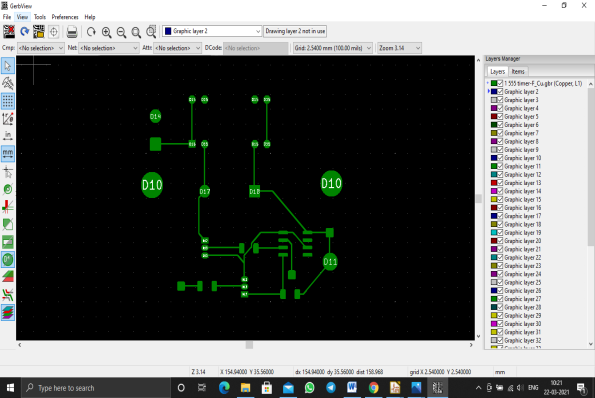 GerbView
File View Tools Preferences Help
Graphic layer 2 Drawing layer 2 not in use
Cmp: <No selection> Net: <No selection> Attr: <No selection> DCode: <No selection> Grid: 2.5400 mm (100.00 mils) Zoom 3.14
Layers Manager
Layers Items
1 555 timer-F_Cu.gbr (Copper, L1)
Graphic layer 2
Graphic layer 3
Graphic layer 4
Graphic layer 5
Graphic layer 6
Graphic layer 7
Graphic layer 8
Graphic layer 9
Graphic layer 10
Graphic layer 11
Graphic layer 12
Graphic layer 13
Graphic layer 14
Graphic layer 15
Graphic layer 16
Graphic layer 17
Graphic layer 18
Graphic layer 19
Graphic layer 20
Graphic layer 21
Graphic layer 22
Graphic layer 23
Graphic layer 24
Graphic layer 25
Graphic layer 26
Graphic layer 27
Graphic layer 28
Graphic layer 29
Graphic layer 30
Graphic layer 31
Graphic layer 32
in
mm
D14
D10 D17 D18 D10
D11
Z 3.14 X 154.94000 Y 35.56000 dx 154.94000 dy 35.56000 dist 158.968 grid X 2.540000 Y 2.540000 mm
Type here to search
ENG
10:21
22-03-2021